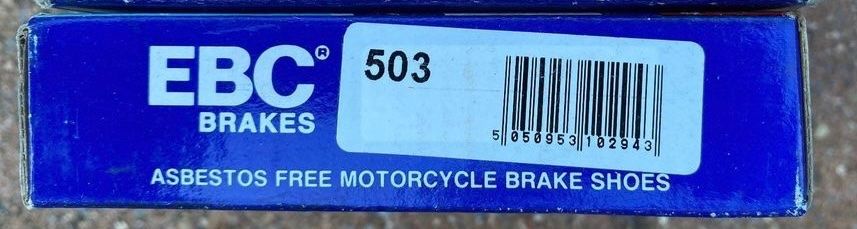 EBC®
BRAKES
503
5 050953 102943
ASBESTOS FREE MOTORCYCLE BRAKE SHOES